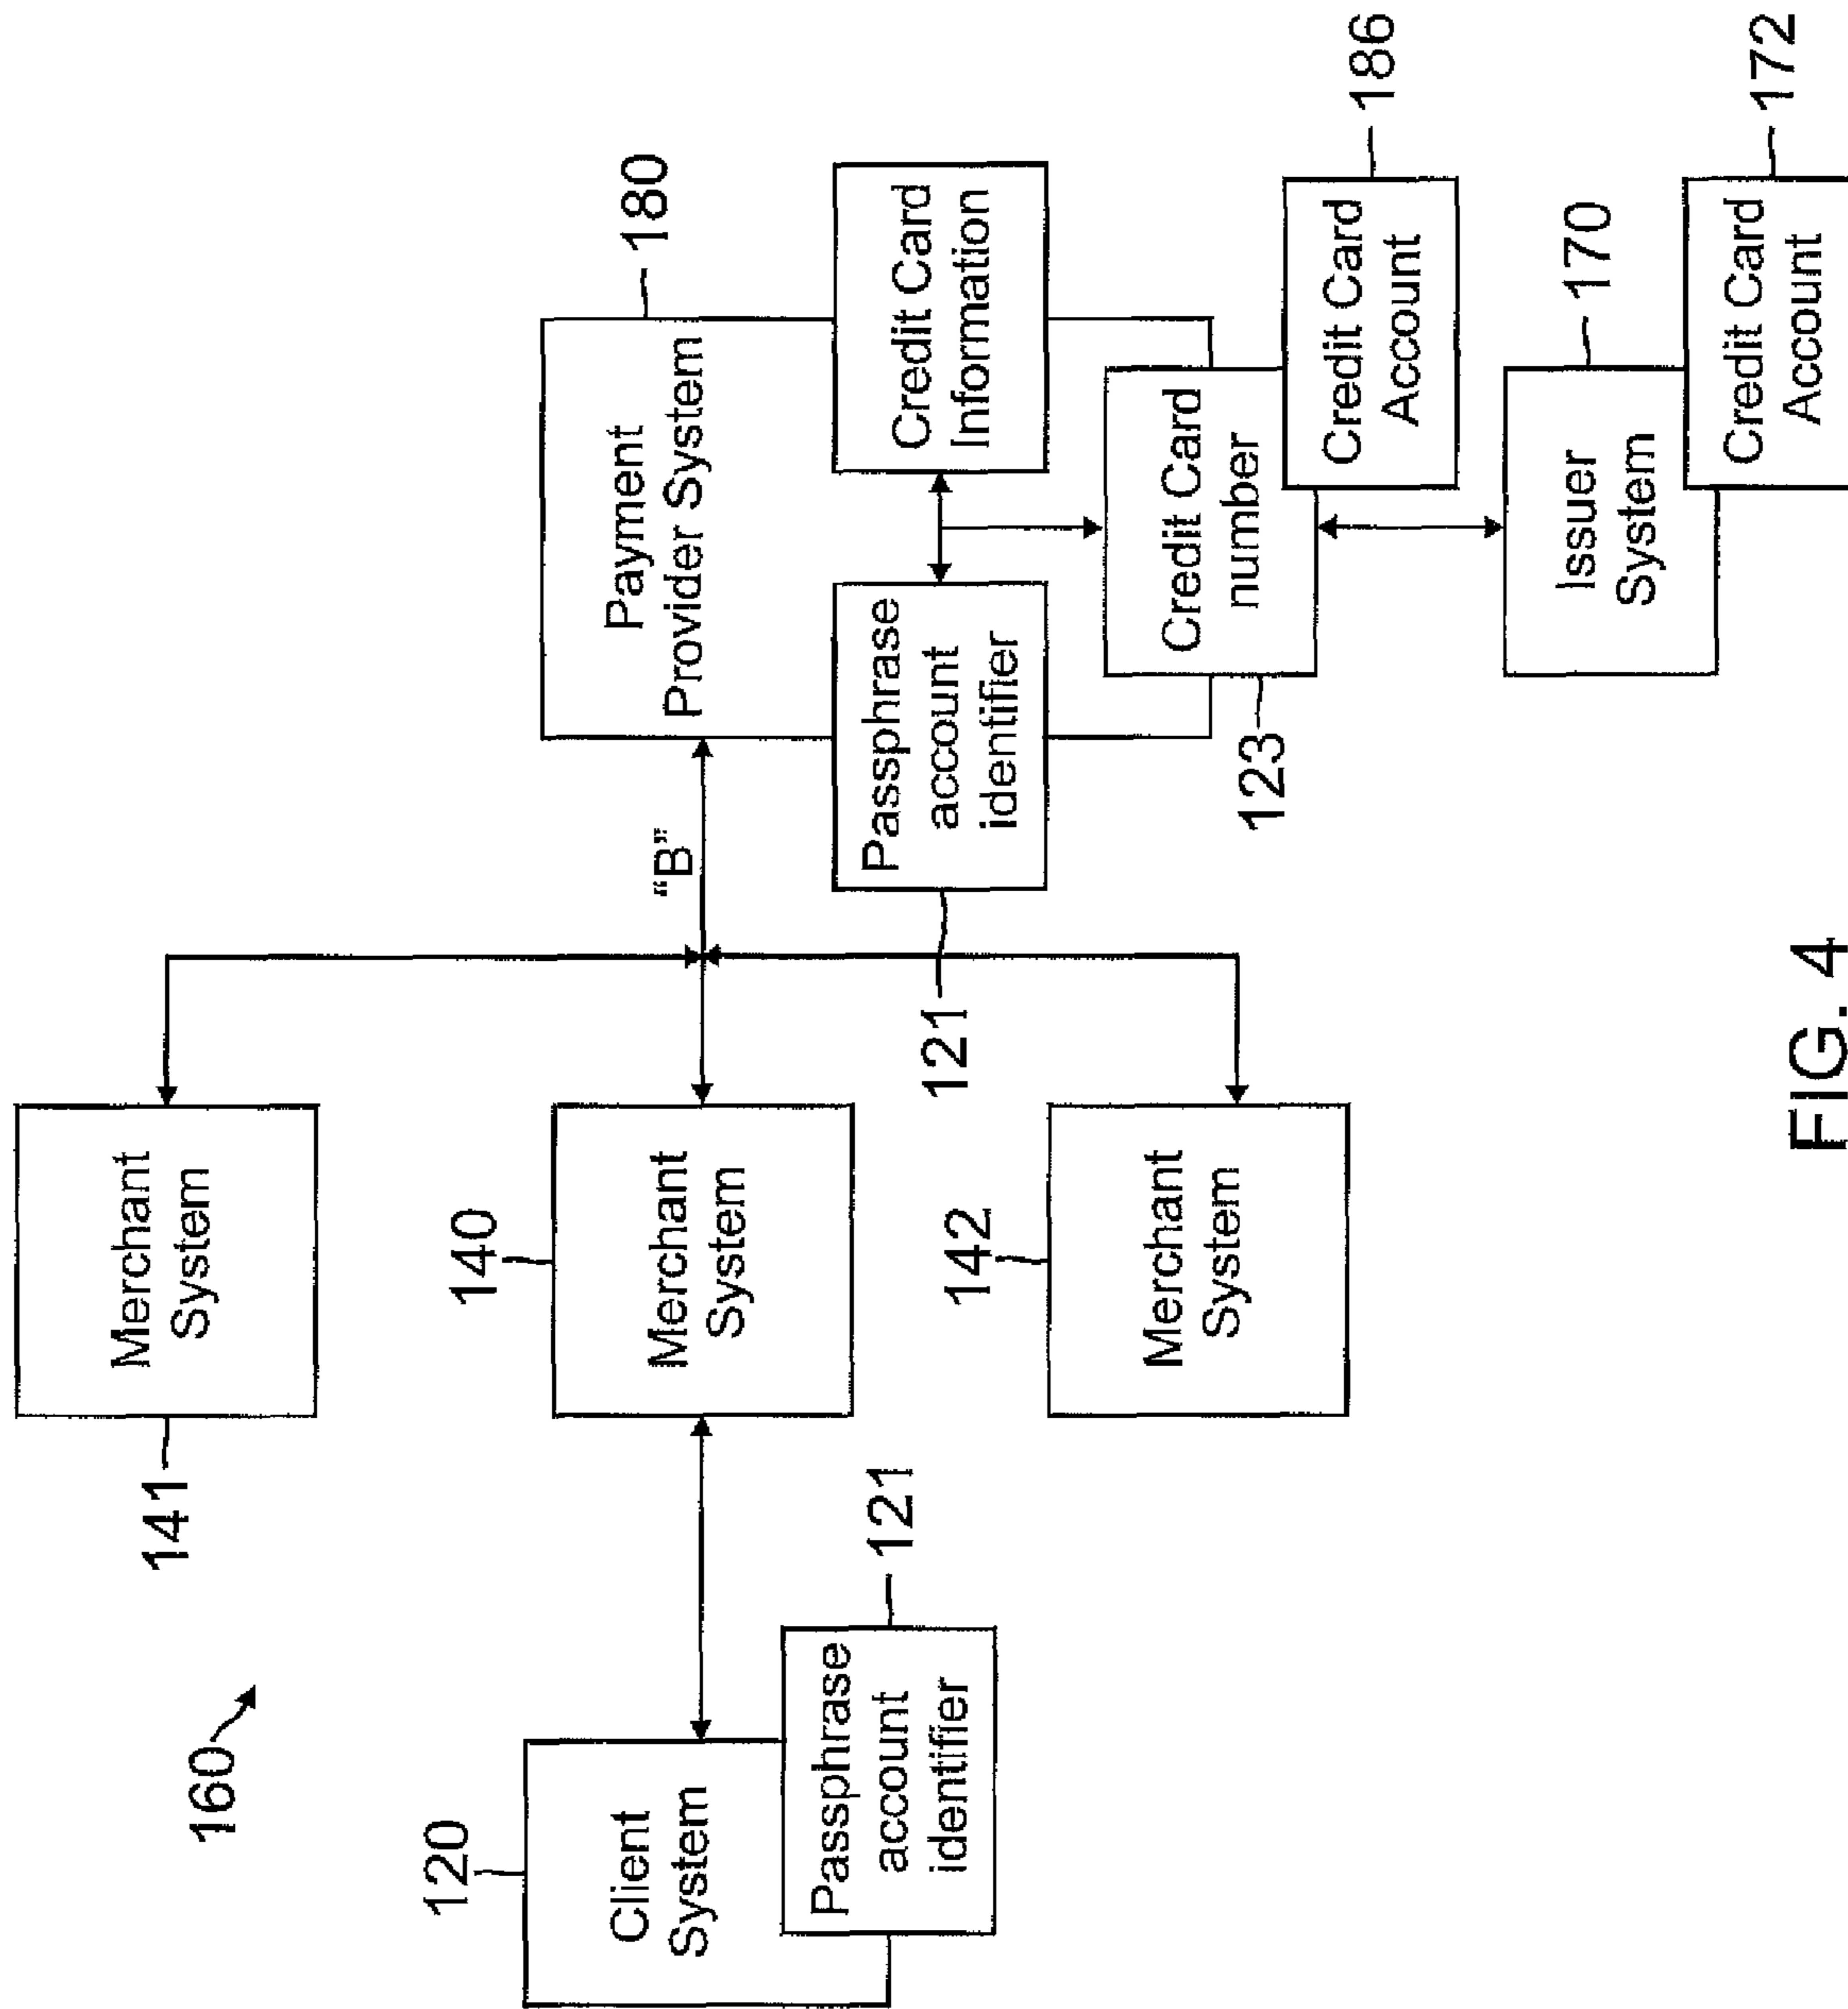 160
141
Merchant
System
120
Client
System
Passphrase
account
identifier
121
140
Merchant
System
142
Merchant
System
“B”
180
Payment
Provider System
121
Passphrase
account
identifier
Credit Card
Information
123
Credit Card
number
Credit Card
Account
186
170
Issuer
System
Credit Card
Account
172
FIG. 4